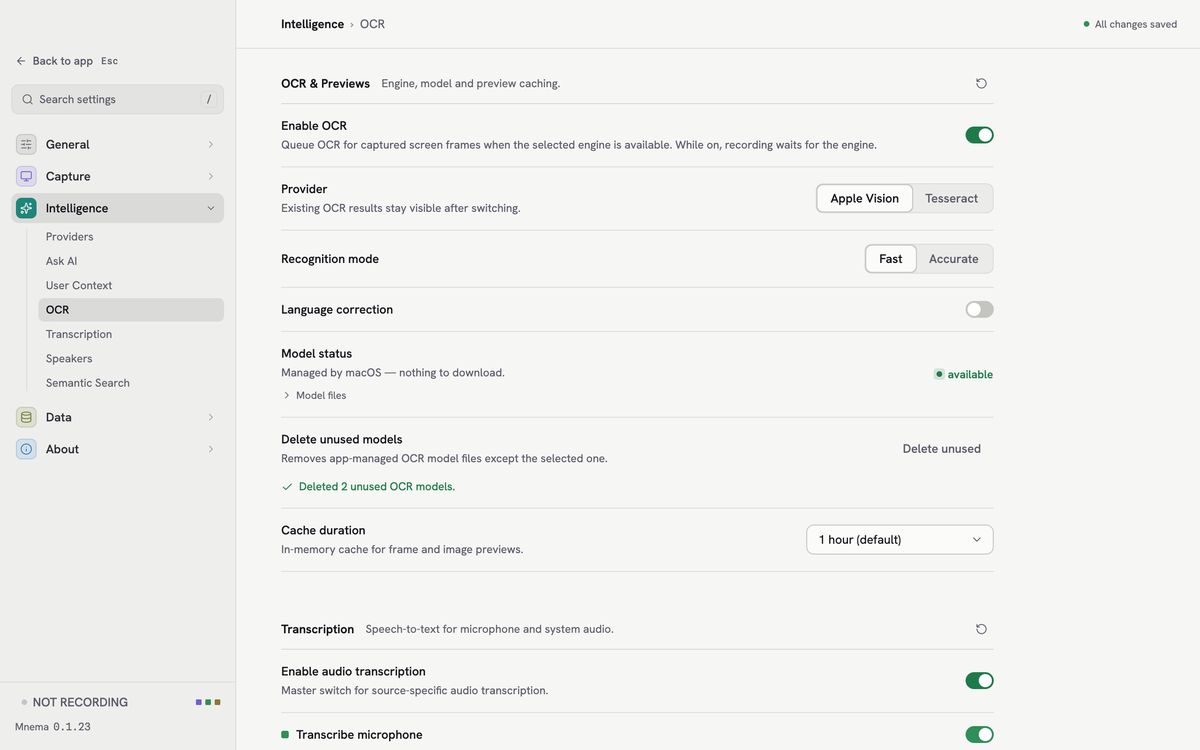 Intelligence › OCR
All changes saved
← Back to app Esc
Search settings /
General
Capture
Intelligence
Providers
Ask AI
User Context
OCR
Transcription
Speakers
Semantic Search
Data
About
NOT RECORDING
Mnema 0.1.23
OCR & Previews Engine, model and preview caching.
Enable OCR
Queue OCR for captured screen frames when the selected engine is available. While on, recording waits for the engine.
Provider
Existing OCR results stay visible after switching.
Apple Vision Tesseract
Recognition mode
Fast Accurate
Language correction
Model status
Managed by macOS — nothing to download.
Model files
available
Delete unused models
Removes app-managed OCR model files except the selected one.
Delete unused
Deleted 2 unused OCR models.
Cache duration
In-memory cache for frame and image previews.
1 hour (default)
Transcription Speech-to-text for microphone and system audio.
Enable audio transcription
Master switch for source-specific audio transcription.
Transcribe microphone